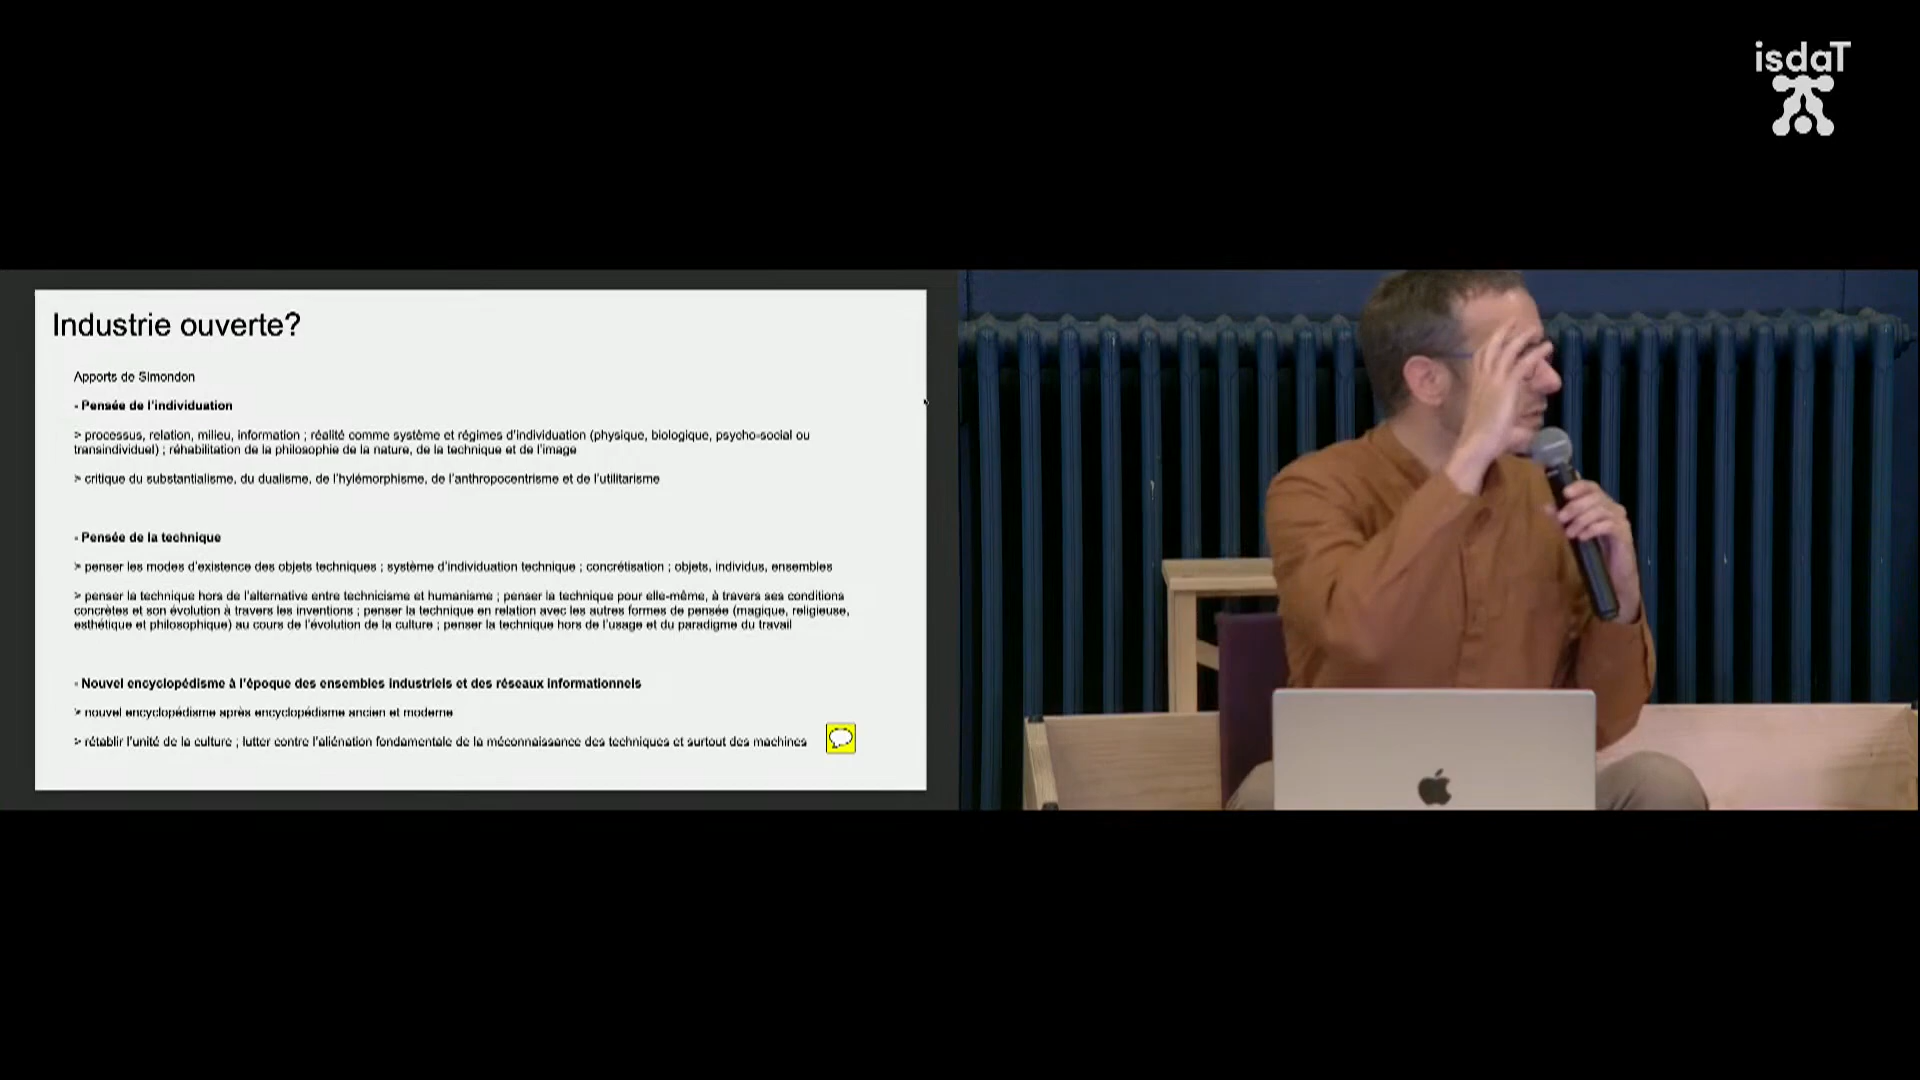 isdaT
Industrie ouverte?
Apports de Simondon
- Pensée de l'individuation
> processus, relation, milieu, information ; réalité comme système et régimes d'individuation (physique, biologique, psycho-social ou
transindividuel) ; réhabilitation de la philosophie de la nature, de la technique et de l'image
> critique du substantialisme, du dualisme, de l'hylémorphisme, de l'anthropocentrisme et de l'utilitarisme
- Pensée de la technique
> penser les modes d'existence des objets techniques ; système d'individuation technique ; concrétisation ; objets, individus, ensembles
> penser la technique hors de l'alternative entre technicisme et humanisme ; penser la technique pour elle-même, à travers ses conditions
concrètes et son évolution à travers les inventions ; penser la technique en relation avec les autres formes de pensée (magique, religieuse,
esthétique et philosophique) au cours de l'évolution de la culture ; penser la technique hors de l'usage et du paradigme du travail
- Nouvel encyclopédisme à l'époque des ensembles industriels et des réseaux informationnels
> nouvel encyclopédisme après encyclopédisme ancien et moderne
> rétablir l'unité de la culture ; lutter contre l'aliénation fondamentale de la méconnaissance des techniques et surtout des machines